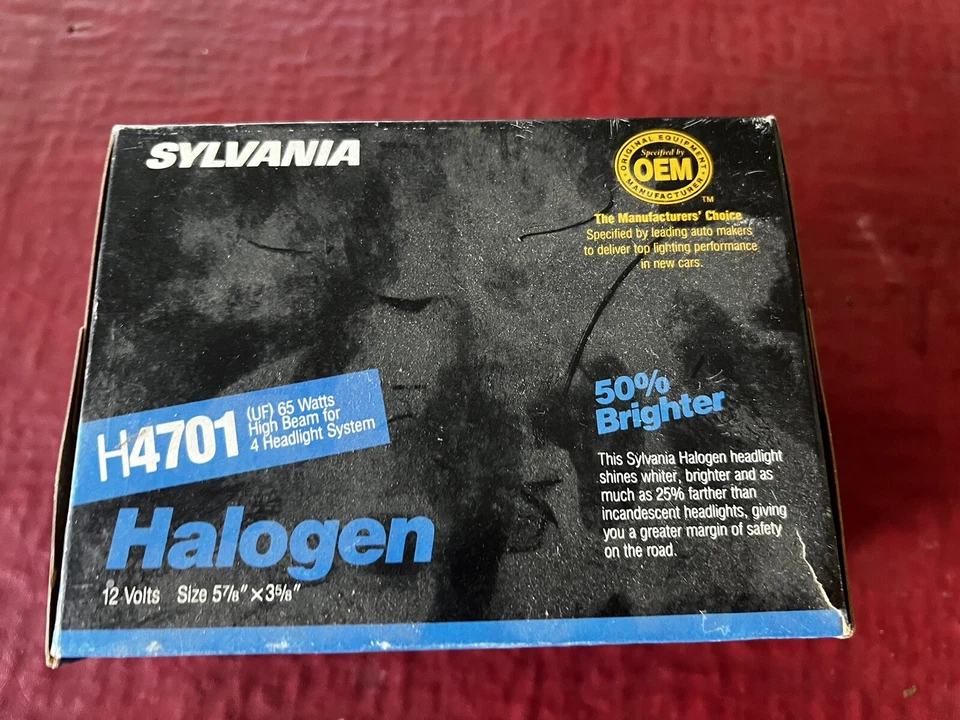 SYLVANIA
ORIGINAL EQUIPMENT
Specified by
OEM
MANUFACTURER
™
The Manufacturers' Choice
Specified by leading auto makers
to deliver top lighting performance
in new cars.
H4701
(UF) 65 Watts
High Beam for
4 Headlight System
50%
Brighter
This Sylvania Halogen headlight
shines whiter, brighter and as
much as 25% farther than
incandescent headlights, giving
you a greater margin of safety
on the road.
Halogen
12 Volts Size 5⅞" × 3⅝"